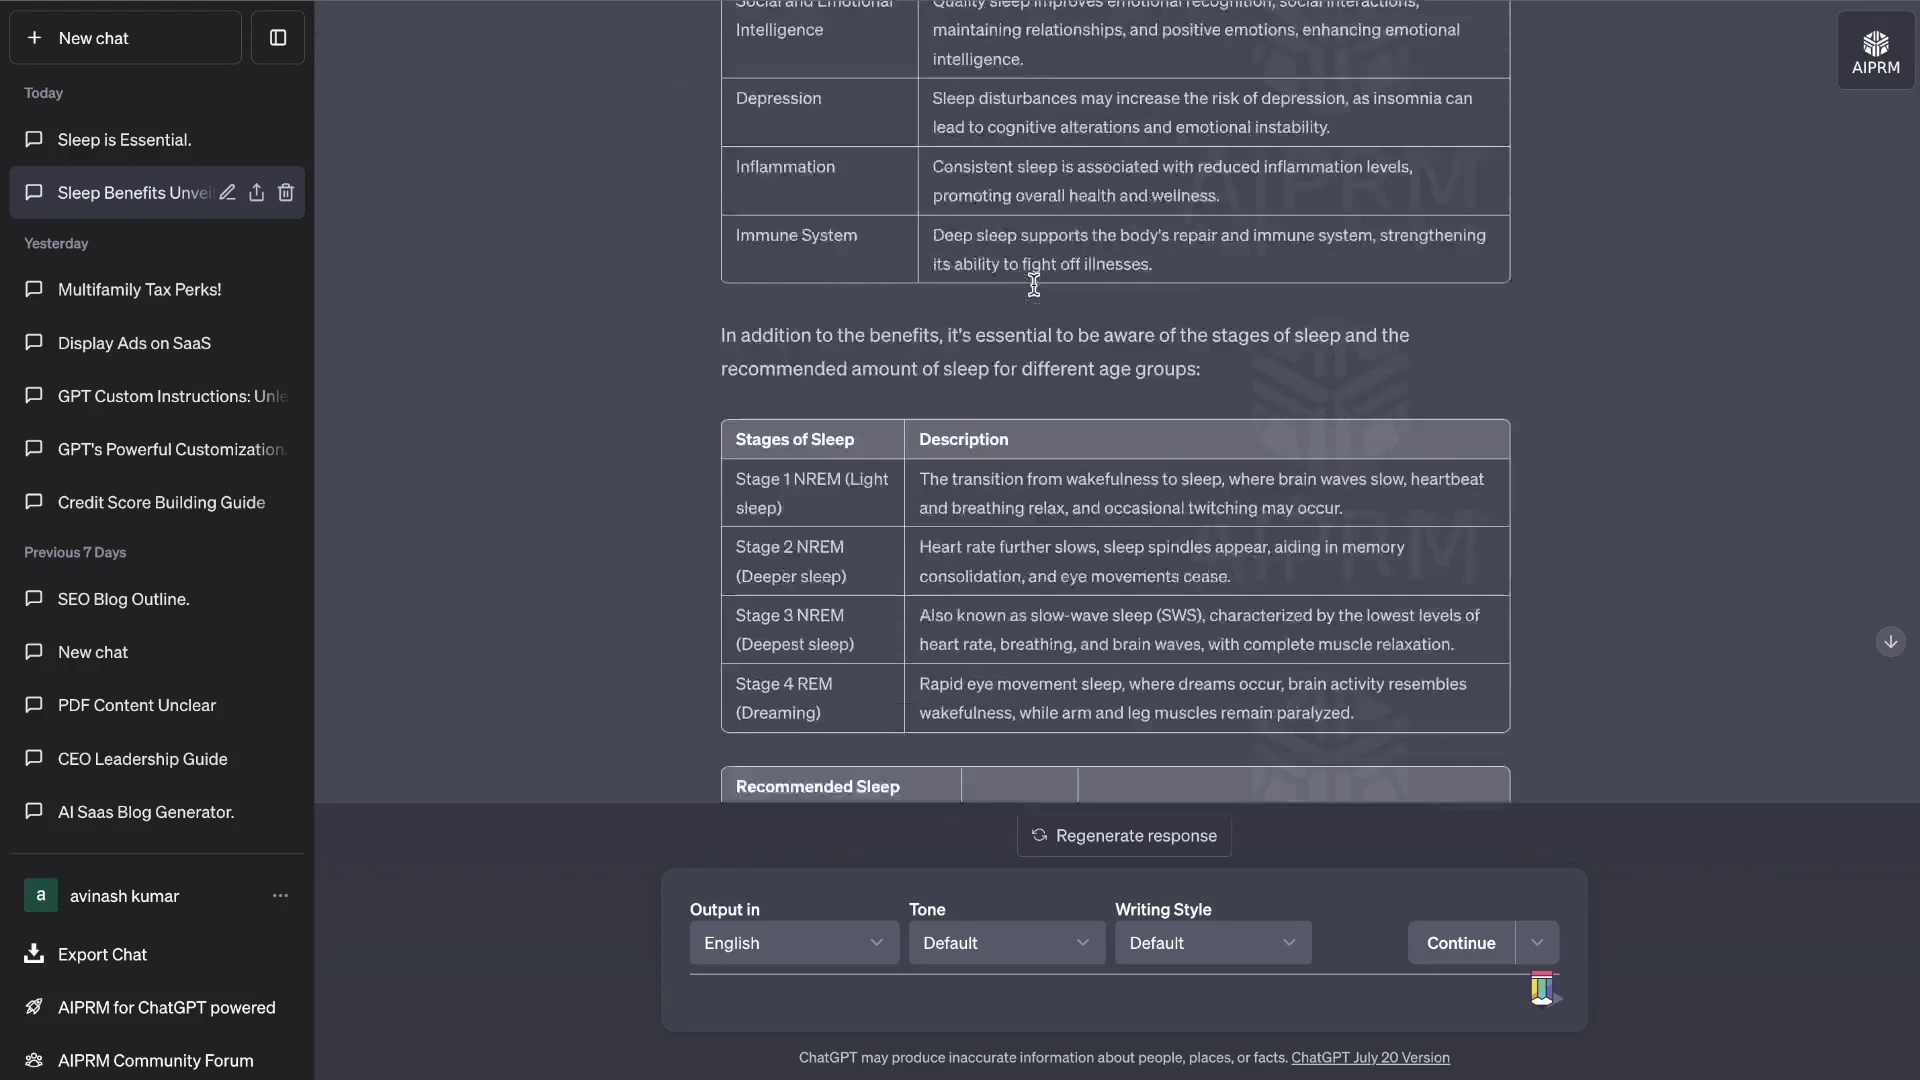 New chat
AIPRM
Today
Sleep is Essential.
Sleep Benefits Unvei
Yesterday
Multifamily Tax Perks!
Display Ads on SaaS
GPT Custom Instructions: Unle
GPT's Powerful Customization.
Credit Score Building Guide
Previous 7 Days
SEO Blog Outline.
New chat
PDF Content Unclear
CEO Leadership Guide
AI Saas Blog Generator.
a avinash kumar ...
Export Chat
AIPRM for ChatGPT powered
AIPRM Community Forum
Social and Emotional
Intelligence
Quality sleep improves emotional recognition, social interactions,
maintaining relationships, and positive emotions, enhancing emotional
intelligence.
Depression
Sleep disturbances may increase the risk of depression, as insomnia can
lead to cognitive alterations and emotional instability.
Inflammation
Consistent sleep is associated with reduced inflammation levels,
promoting overall health and wellness.
Immune System
Deep sleep supports the body's repair and immune system, strengthening
its ability to fight off illnesses.
In addition to the benefits, it's essential to be aware of the stages of sleep and the
recommended amount of sleep for different age groups:
Stages of Sleep
Description
Stage 1 NREM (Light
sleep)
The transition from wakefulness to sleep, where brain waves slow, heartbeat
and breathing relax, and occasional twitching may occur.
Stage 2 NREM
(Deeper sleep)
Heart rate further slows, sleep spindles appear, aiding in memory
consolidation, and eye movements cease.
Stage 3 NREM
(Deepest sleep)
Also known as slow-wave sleep (SWS), characterized by the lowest levels of
heart rate, breathing, and brain waves, with complete muscle relaxation.
Stage 4 REM
(Dreaming)
Rapid eye movement sleep, where dreams occur, brain activity resembles
wakefulness, while arm and leg muscles remain paralyzed.
Recommended Sleep
AIPRM
AIPRM
Regenerate response
Output in
English
Tone
Default
Writing Style
Default
Continue
ChatGPT may produce inaccurate information about people, places, or facts. ChatGPT July 20 Version